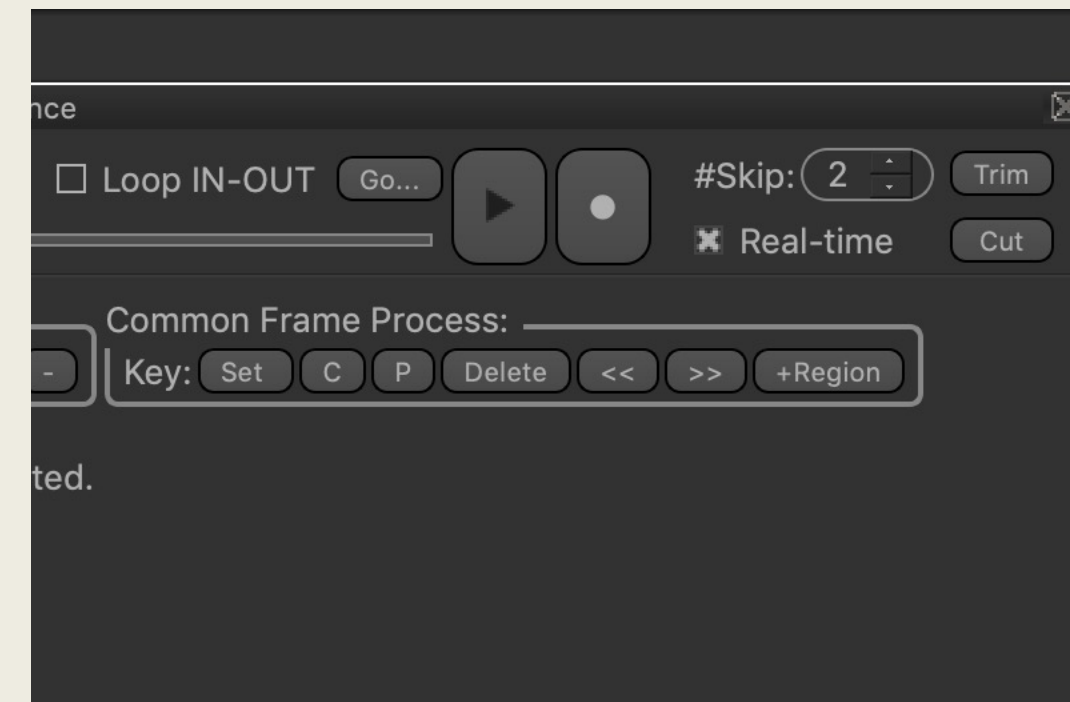 nce
Loop IN-OUT Go... #Skip: 2 Trim
Real-time Cut
Common Frame Process:
- Key: Set C P Delete << >> +Region
ted.